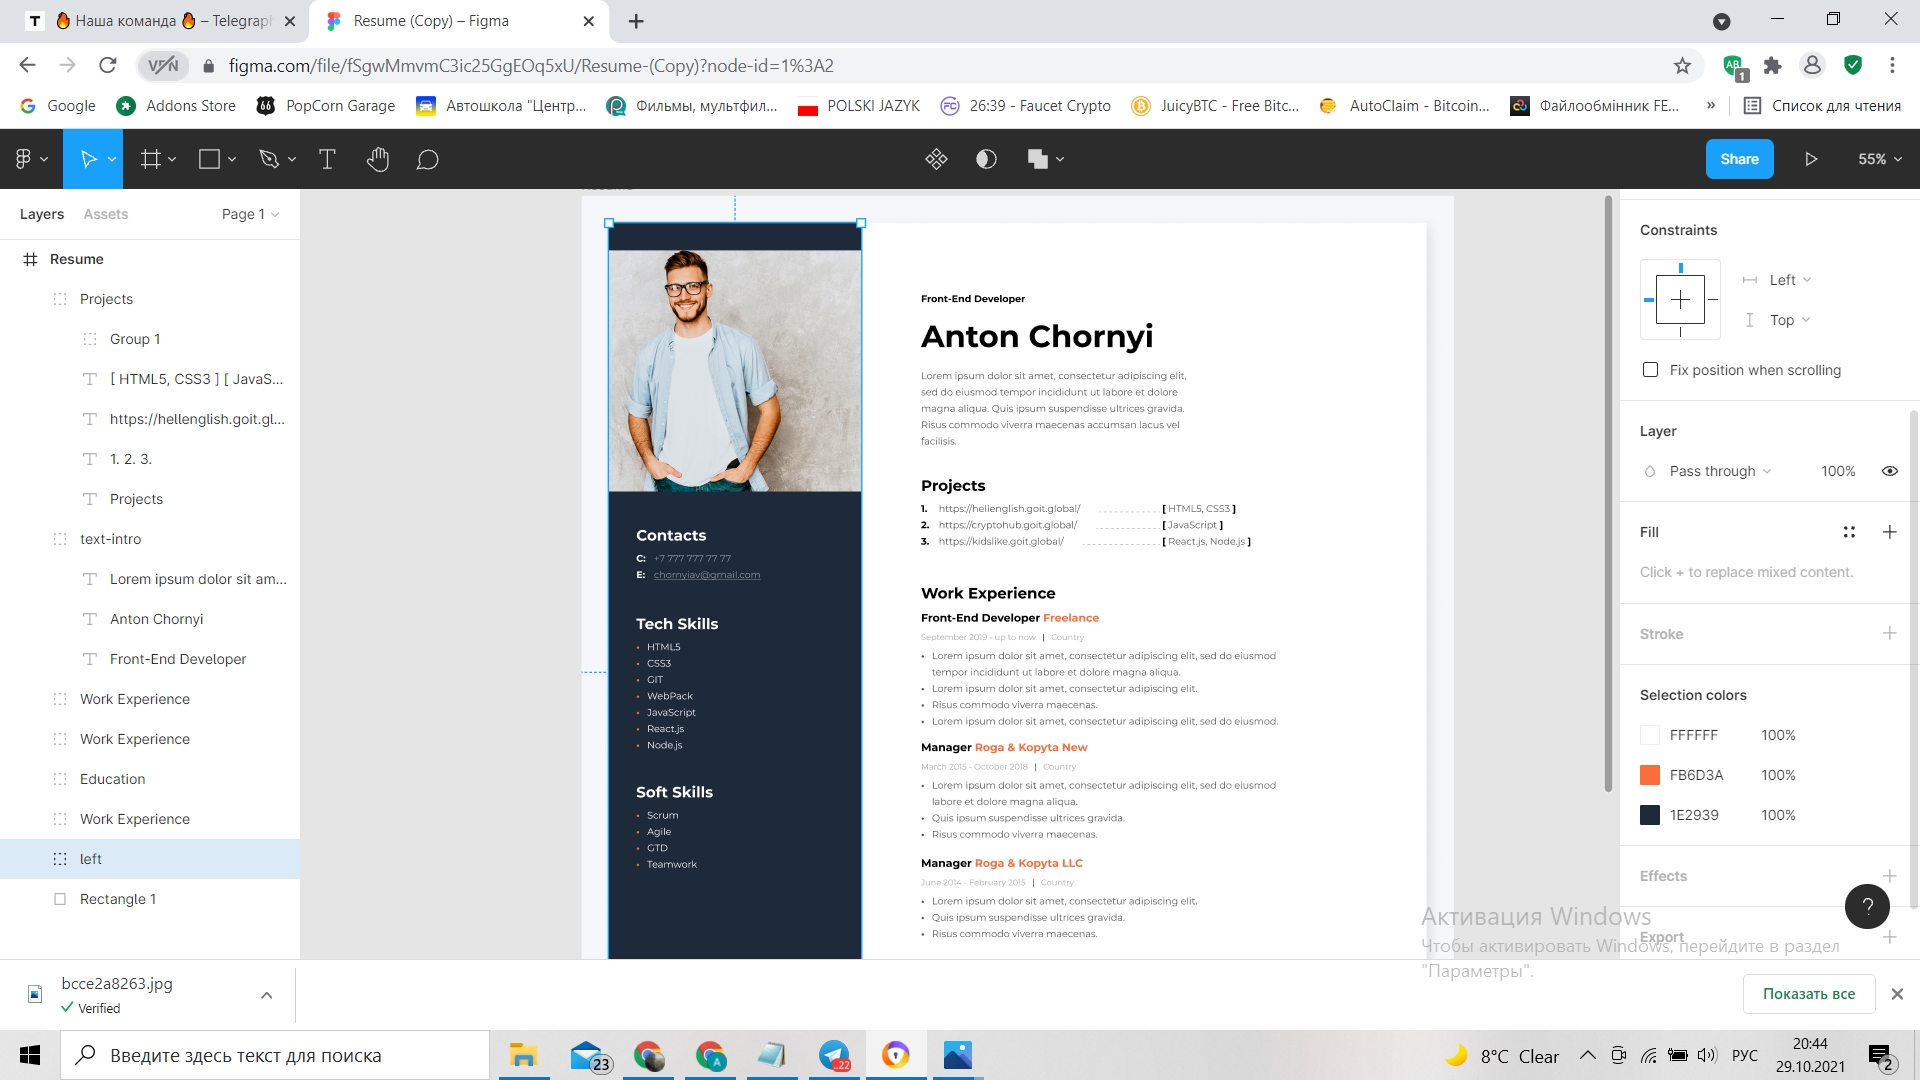 🔥 Наша команда 🔥 – Telegraph
Resume (Copy) – Figma
VPN
figma.com/file/fSgwMmvmC3ic25GgEOq5xU/Resume-(Copy)?node-id=1%3A2
1
Google
Addons Store
PopCorn Garage
Автошкола "Центр...
Фильмы, мультфил...
POLSKI JAZYK
26:39 - Faucet Crypto
JuicyBTC - Free Bitc...
AutoClaim - Bitcoin...
Файлообмінник FE...
»
Список для чтения
Share
55%
Layers
Assets
Page 1
Resume
Projects
Group 1
[ HTML5, CSS3 ] [ JavaS...
https://hellenglish.goit.gl...
1. 2. 3.
Projects
text-intro
Lorem ipsum dolor sit am...
Anton Chornyi
Front-End Developer
Work Experience
Work Experience
Education
Work Experience
left
Rectangle 1
Contacts
C: +7 777 777 77 77
E: chornyiav@gmail.com
Tech Skills
• HTML5
• CSS3
• GIT
• WebPack
• JavaScript
• React.js
• Node.js
Soft Skills
• Scrum
• Agile
• GTD
• Teamwork
Front-End Developer
Anton Chornyi
Lorem ipsum dolor sit amet, consectetur adipiscing elit,
sed do eiusmod tempor incididunt ut labore et dolore
magna aliqua. Quis ipsum suspendisse ultrices gravida.
Risus commodo viverra maecenas accumsan lacus vel
facilisis.
Projects
1. https://hellenglish.goit.global/ [ HTML5, CSS3 ]
2. https://cryptohub.goit.global/ [ JavaScript ]
3. https://kidslike.goit.global/ [ React.js, Node.js ]
Work Experience
Front-End Developer Freelance
September 2019 - up to now | Country
• Lorem ipsum dolor sit amet, consectetur adipiscing elit, sed do eiusmod
tempor incididunt ut labore et dolore magna aliqua.
• Lorem ipsum dolor sit amet, consectetur adipiscing elit.
• Risus commodo viverra maecenas.
• Lorem ipsum dolor sit amet, consectetur adipiscing elit, sed do eiusmod.
Manager Roga & Kopyta New
March 2015 - October 2018 | Country
• Lorem ipsum dolor sit amet, consectetur adipiscing elit, sed do eiusmod
labore et dolore magna aliqua.
• Quis ipsum suspendisse ultrices gravida.
• Risus commodo viverra maecenas.
Manager Roga & Kopyta LLC
June 2014 - February 2015 | Country
• Lorem ipsum dolor sit amet, consectetur adipiscing elit.
• Quis ipsum suspendisse ultrices gravida.
• Risus commodo viverra maecenas.
Constraints
Left
Top
Fix position when scrolling
Layer
Pass through
100%
Fill
Click + to replace mixed content.
Stroke
Selection colors
FFFFFF 100%
FB6D3A 100%
1E2939 100%
Effects
?
Export
Активация Windows
Чтобы активировать Windows, перейдите в раздел
"Параметры".
bcce2a8263.jpg
Verified
Показать все
Введите здесь текст для поиска
23
A
..22
8°C Clear
РУС
20:44
29.10.2021
2